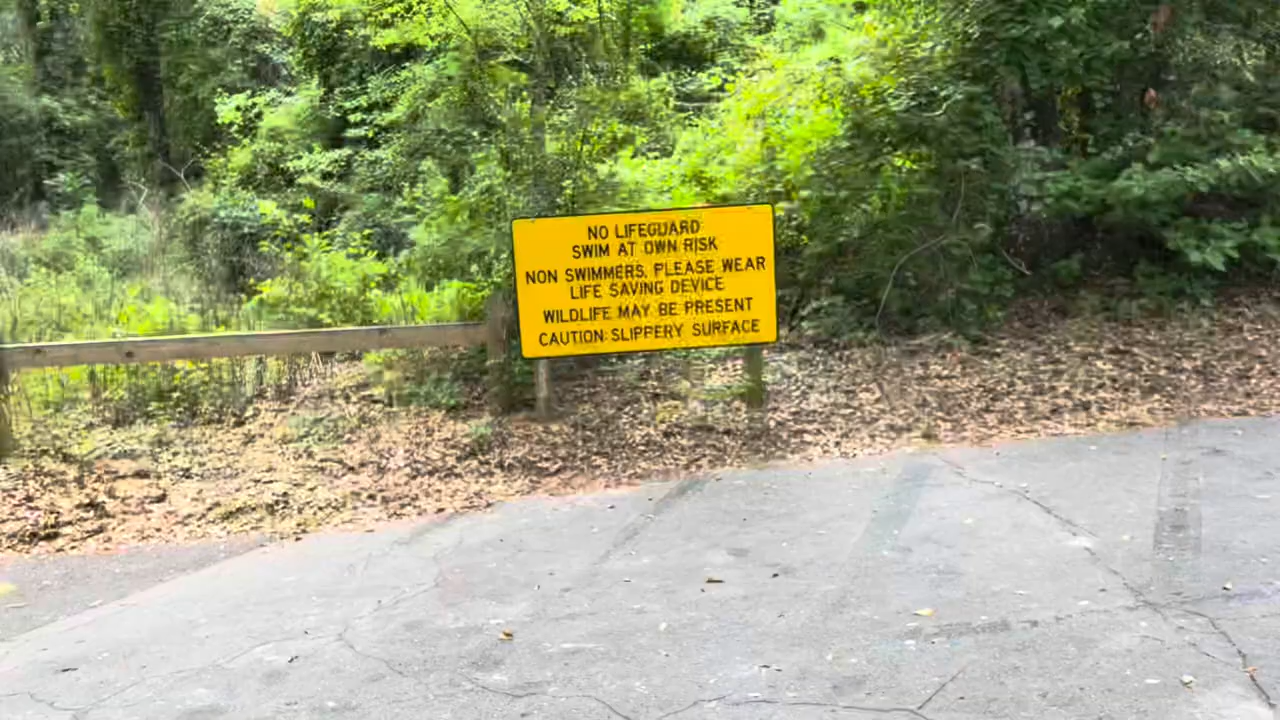 NO LIFEGUARD
SWIM AT OWN RISK
NON SWIMMERS, PLEASE WEAR
LIFE SAVING DEVICE
WILDLIFE MAY BE PRESENT
CAUTION: SLIPPERY SURFACE